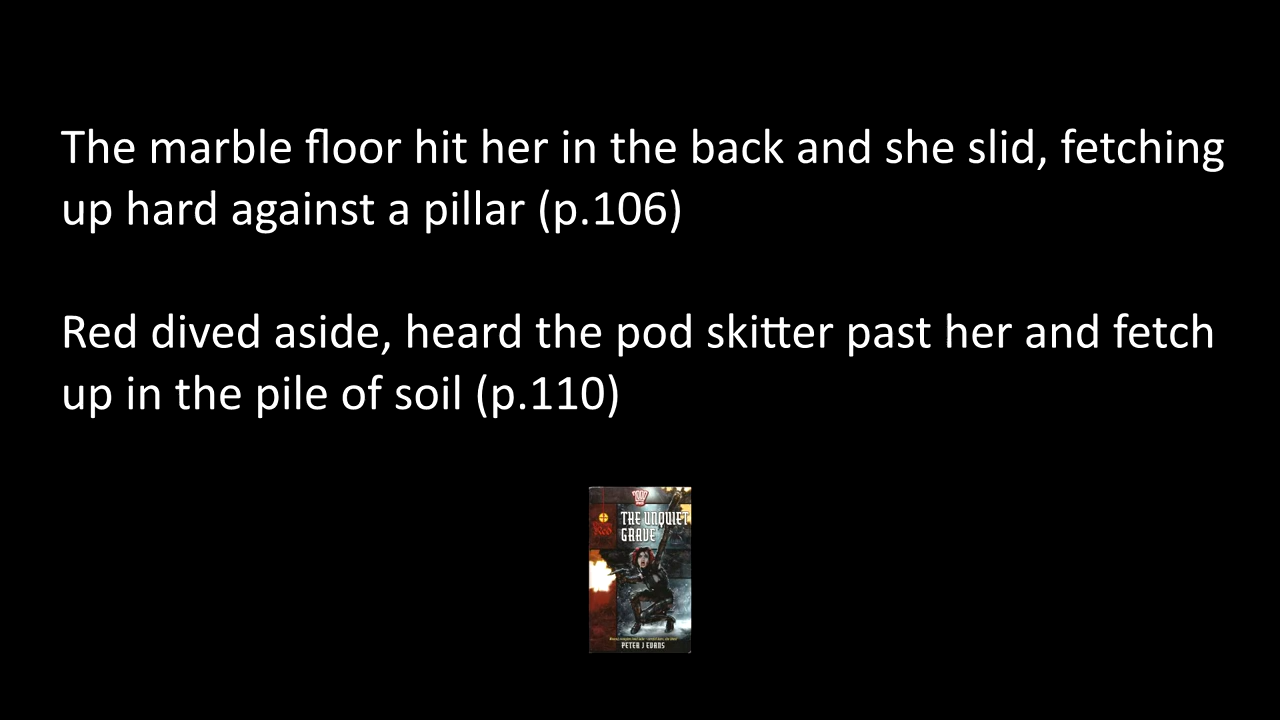 The marble floor hit her in the back and she slid, fetching
up hard against a pillar (p.106)
Red dived aside, heard the pod skitter past her and fetch
up in the pile of soil (p.110)
THE UNQUIET
GRAVE
PETER J EVANS